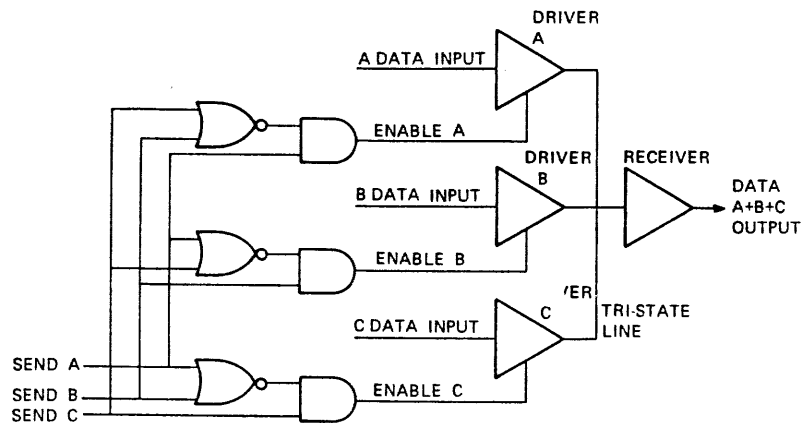 DRIVER
A
A DATA INPUT
ENABLE A
DRIVER
B
RECEIVER
B DATA INPUT
DATA
A+B+C
OUTPUT
ENABLE B
C
C DATA INPUT
TRI-STATE
LINE
SEND A
SEND B
SEND C
ENABLE C